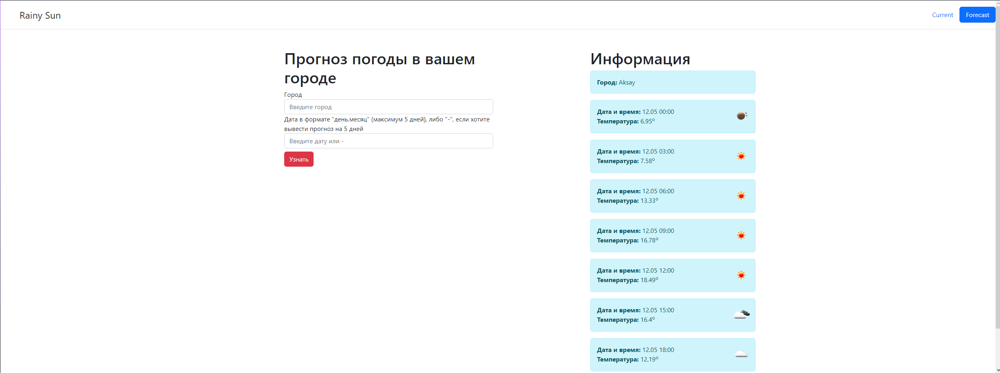 Rainy Sun
Current
Forecast
Прогноз погоды в вашем
городе
Город
Введите город
Дата в формате "день.месяц" (максимум 5 дней), либо "-", если хотите
вывести прогноз на 5 дней
Введите дату или -
Узнать
Информация
Город: Aksay
Дата и время: 12.05 00:00
Температура: 6.95°
Дата и время: 12.05 03:00
Температура: 7.58°
Дата и время: 12.05 06:00
Температура: 13.33°
Дата и время: 12.05 09:00
Температура: 16.78°
Дата и время: 12.05 12:00
Температура: 18.49°
Дата и время: 12.05 15:00
Температура: 16.4°
Дата и время: 12.05 18:00
Температура: 12.19°